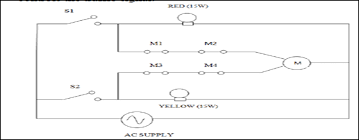 RED (15W)
S1
M1 M2
M
M3 M4
S2
YELLOW (15W)
AC SUPPLY